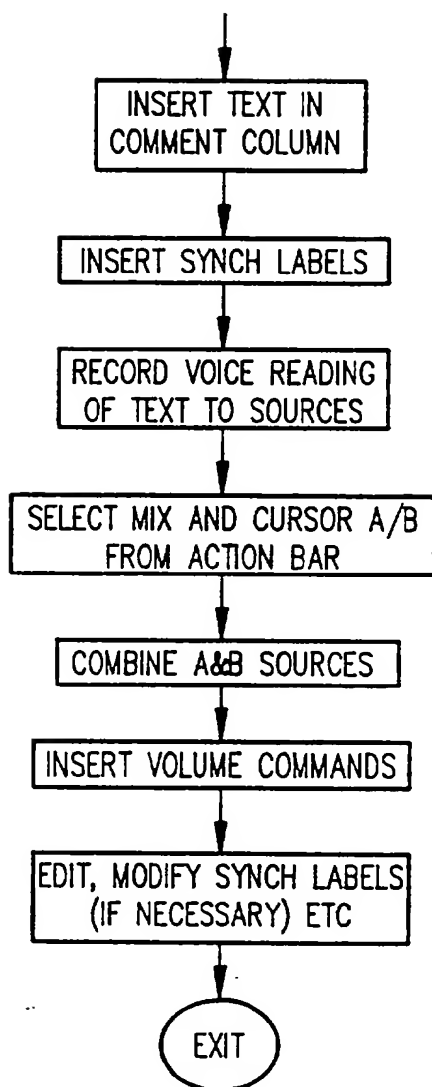 INSERT TEXT IN
COMMENT COLUMN
INSERT SYNCH LABELS
RECORD VOICE READING
OF TEXT TO SOURCES
SELECT MIX AND CURSOR A/B
FROM ACTION BAR
COMBINE A&B SOURCES
INSERT VOLUME COMMANDS
EDIT, MODIFY SYNCH LABELS
(IF NECESSARY) ETC
EXIT